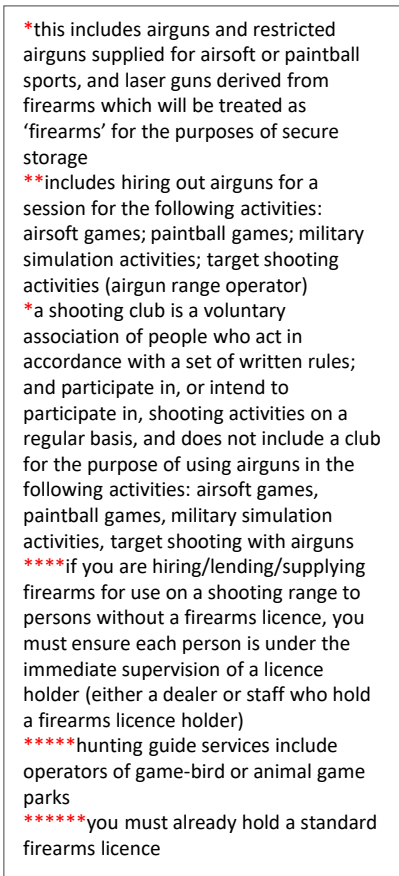 *this includes airguns and restricted
airguns supplied for airsoft or paintball
sports, and laser guns derived from
firearms which will be treated as
‘firearms’ for the purposes of secure
storage
**includes hiring out airguns for a
session for the following activities:
airsoft games; paintball games; military
simulation activities; target shooting
activities (airgun range operator)
*a shooting club is a voluntary
association of people who act in
accordance with a set of written rules;
and participate in, or intend to
participate in, shooting activities on a
regular basis, and does not include a club
for the purpose of using airguns in the
following activities: airsoft games,
paintball games, military simulation
activities, target shooting with airguns
****if you are hiring/lending/supplying
firearms for use on a shooting range to
persons without a firearms licence, you
must ensure each person is under the
immediate supervision of a licence
holder (either a dealer or staff who hold
a firearms licence holder)
*****hunting guide services include
operators of game-bird or animal game
parks
******you must already hold a standard
firearms licence